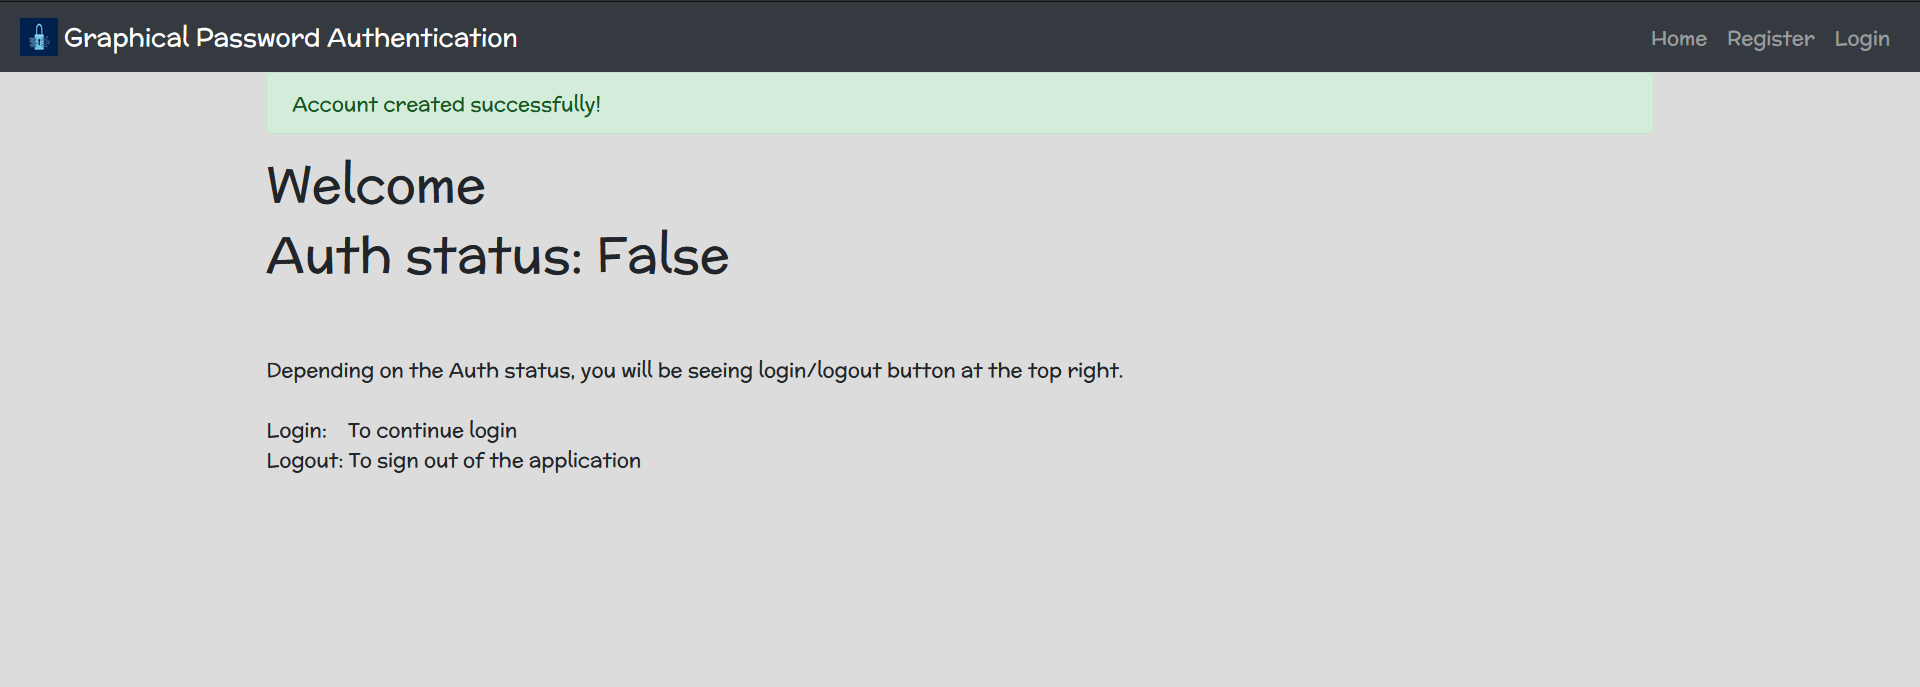 Graphical Password Authentication
Home Register Login
Account created successfully!
Welcome
Auth status: False
Depending on the Auth status, you will be seeing login/logout button at the top right.
Login: To continue login
Logout: To sign out of the application